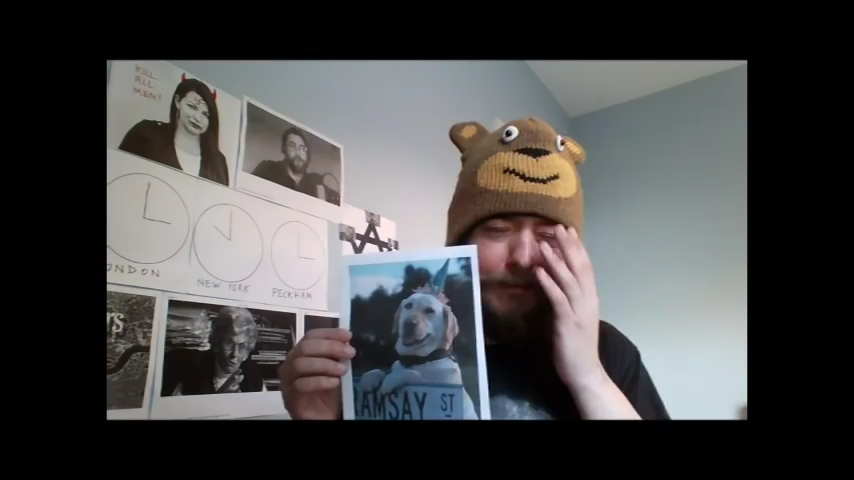 KILL
ALL
MEN!
ONDON
NEW YORK
PECKHAM
RAMSAY ST